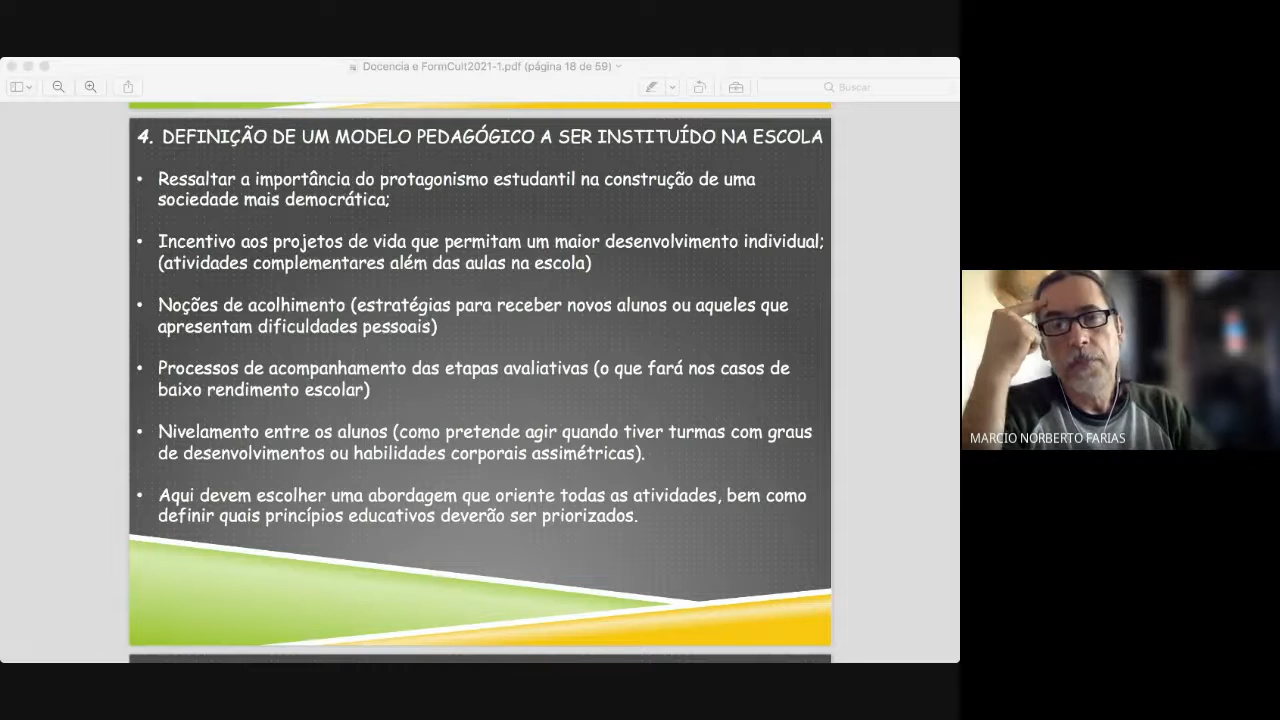 Docencia e FormCult2021-1.pdf (página 18 de 59)
Buscar
4. DEFINIÇÃO DE UM MODELO PEDAGÓGICO A SER INSTITUÍDO NA ESCOLA
• Ressaltar a importância do protagonismo estudantil na construção de uma
sociedade mais democrática;
• Incentivo aos projetos de vida que permitam um maior desenvolvimento individual;
(atividades complementares além das aulas na escola)
• Noções de acolhimento (estratégias para receber novos alunos ou aqueles que
apresentam dificuldades pessoais)
• Processos de acompanhamento das etapas avaliativas (o que fará nos casos de
baixo rendimento escolar)
• Nivelamento entre os alunos (como pretende agir quando tiver turmas com graus
de desenvolvimentos ou habilidades corporais assimétricas).
• Aqui devem escolher uma abordagem que oriente todas as atividades, bem como
definir quais princípios educativos deverão ser priorizados.
MARCIO NORBERTO FARIAS